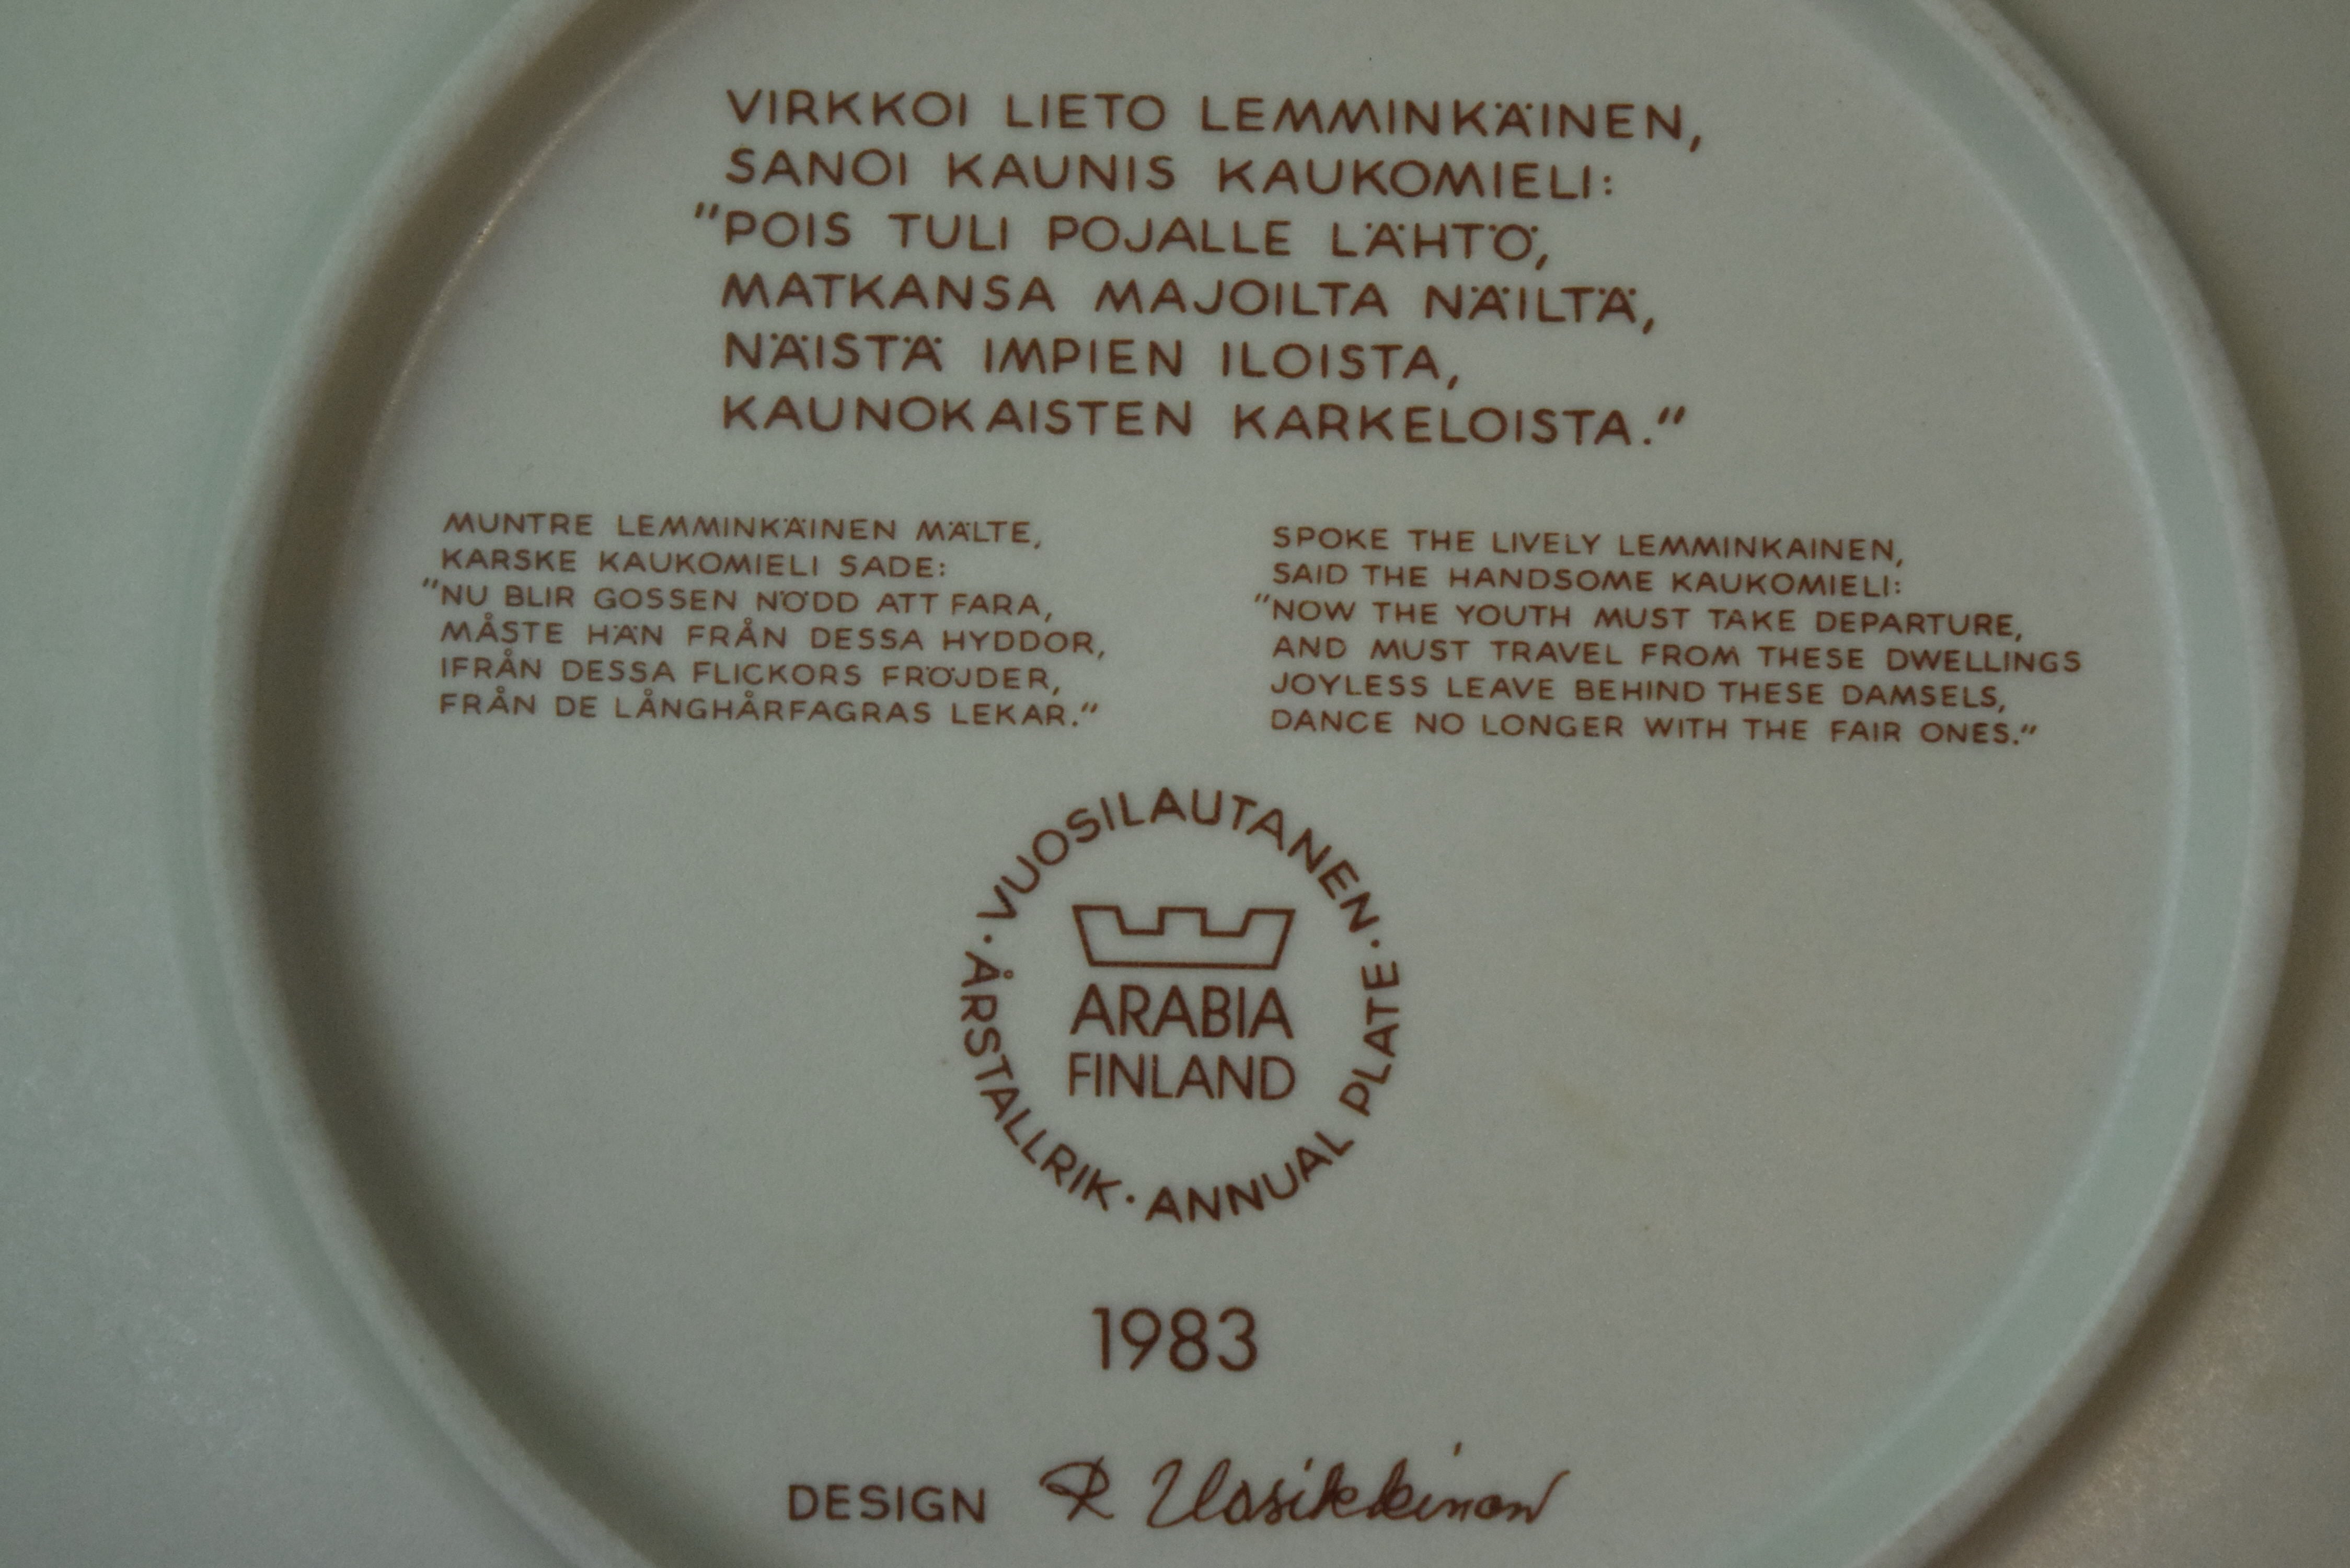 VIRKKOI LIETO LEMMINKÄINEN,
SANOI KAUNIS KAUKOMIELI:
"POIS TULI POJALLE LÄHTÖ,
MATKANSA MAJOILTA NÄILTÄ,
NÄISTÄ IMPIEN ILOISTA,
KAUNOKAISTEN KARKELOISTA."
MUNTRE LEMMINKÄINEN MÄLTE,
KARSKE KAUKOMIELI SADE:
"NU BLIR GOSSEN NÖDD ATT FARA,
MÅSTE HÄN FRÅN DESSA HYDDOR,
IFRÅN DESSA FLICKORS FRÖJDER,
FRÅN DE LÅNGHÅRFAGRAS LEKAR."
SPOKE THE LIVELY LEMMINKAINEN,
SAID THE HANDSOME KAUKOMIELI:
"NOW THE YOUTH MUST TAKE DEPARTURE,
AND MUST TRAVEL FROM THESE DWELLINGS
JOYLESS LEAVE BEHIND THESE DAMSELS,
DANCE NO LONGER WITH THE FAIR ONES."
· VUOSILAUTANEN · ANNUAL PLATE · ÅRSTALLRIK
ARABIA
FINLAND
1983
DESIGN R Uosikkinen